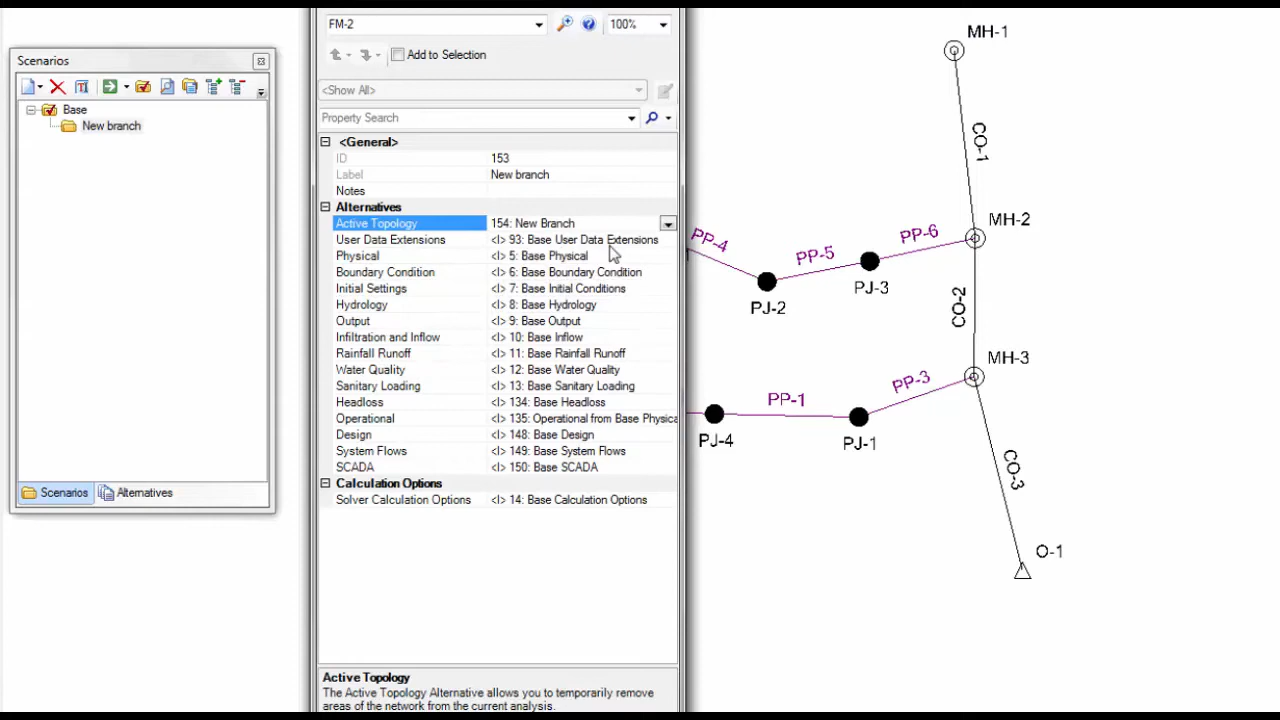 Scenarios
Base
New branch
Scenarios
Alternatives
FM-2
100%
Add to Selection
<Show All>
Property Search
<General>
ID 153
Label New branch
Notes
Alternatives
Active Topology 154: New Branch
User Data Extensions <I> 93: Base User Data Extensions
Physical <I> 5: Base Physical
Boundary Condition <I> 6: Base Boundary Condition
Initial Settings <I> 7: Base Initial Conditions
Hydrology <I> 8: Base Hydrology
Output <I> 9: Base Output
Infiltration and Inflow <I> 10: Base Inflow
Rainfall Runoff <I> 11: Base Rainfall Runoff
Water Quality <I> 12: Base Water Quality
Sanitary Loading <I> 13: Base Sanitary Loading
Headloss <I> 134: Base Headloss
Operational <I> 135: Operational from Base Physica
Design <I> 148: Base Design
System Flows <I> 149: Base System Flows
SCADA <I> 150: Base SCADA
Calculation Options
Solver Calculation Options <I> 14: Base Calculation Options
Active Topology
The Active Topology Alternative allows you to temporarily remove
areas of the network from the current analysis.
MH-1
CO-1
MH-2
PP-4
PP-5
PP-6
PJ-2
PJ-3
CO-2
MH-3
PP-1
PP-3
PJ-4
PJ-1
CO-3
O-1